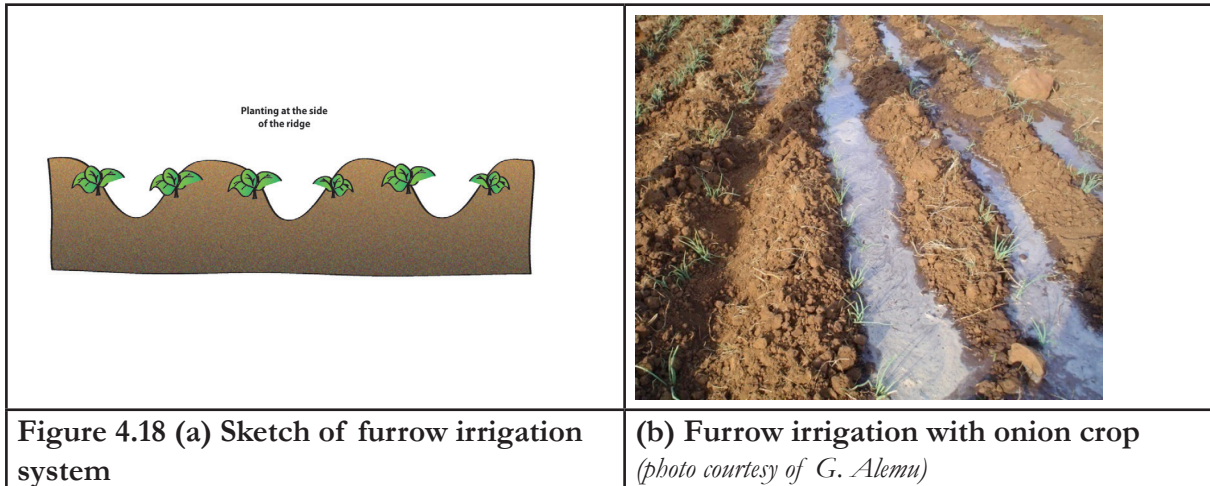 Planting at the side
of the ridge
Figure 4.18 (a) Sketch of furrow irrigation
system
(b) Furrow irrigation with onion crop
(photo courtesy of G. Alemu)